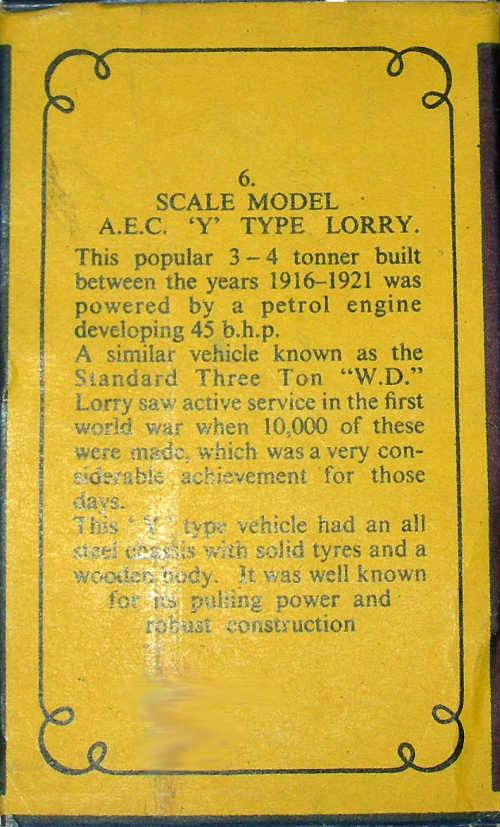 6.
SCALE MODEL
A.E.C. ‘Y’ TYPE LORRY.
This popular 3 – 4 tonner built
between the years 1916–1921 was
powered by a petrol engine
developing 45 b.h.p.
A similar vehicle known as the
Standard Three Ton “W.D.”
Lorry saw active service in the first
world war when 10,000 of these
were made, which was a very con-
siderable achievement for those
days.
This ‘Y’ type vehicle had an all
steel chassis with solid tyres and a
wooden body. It was well known
for its pulling power and
robust construction